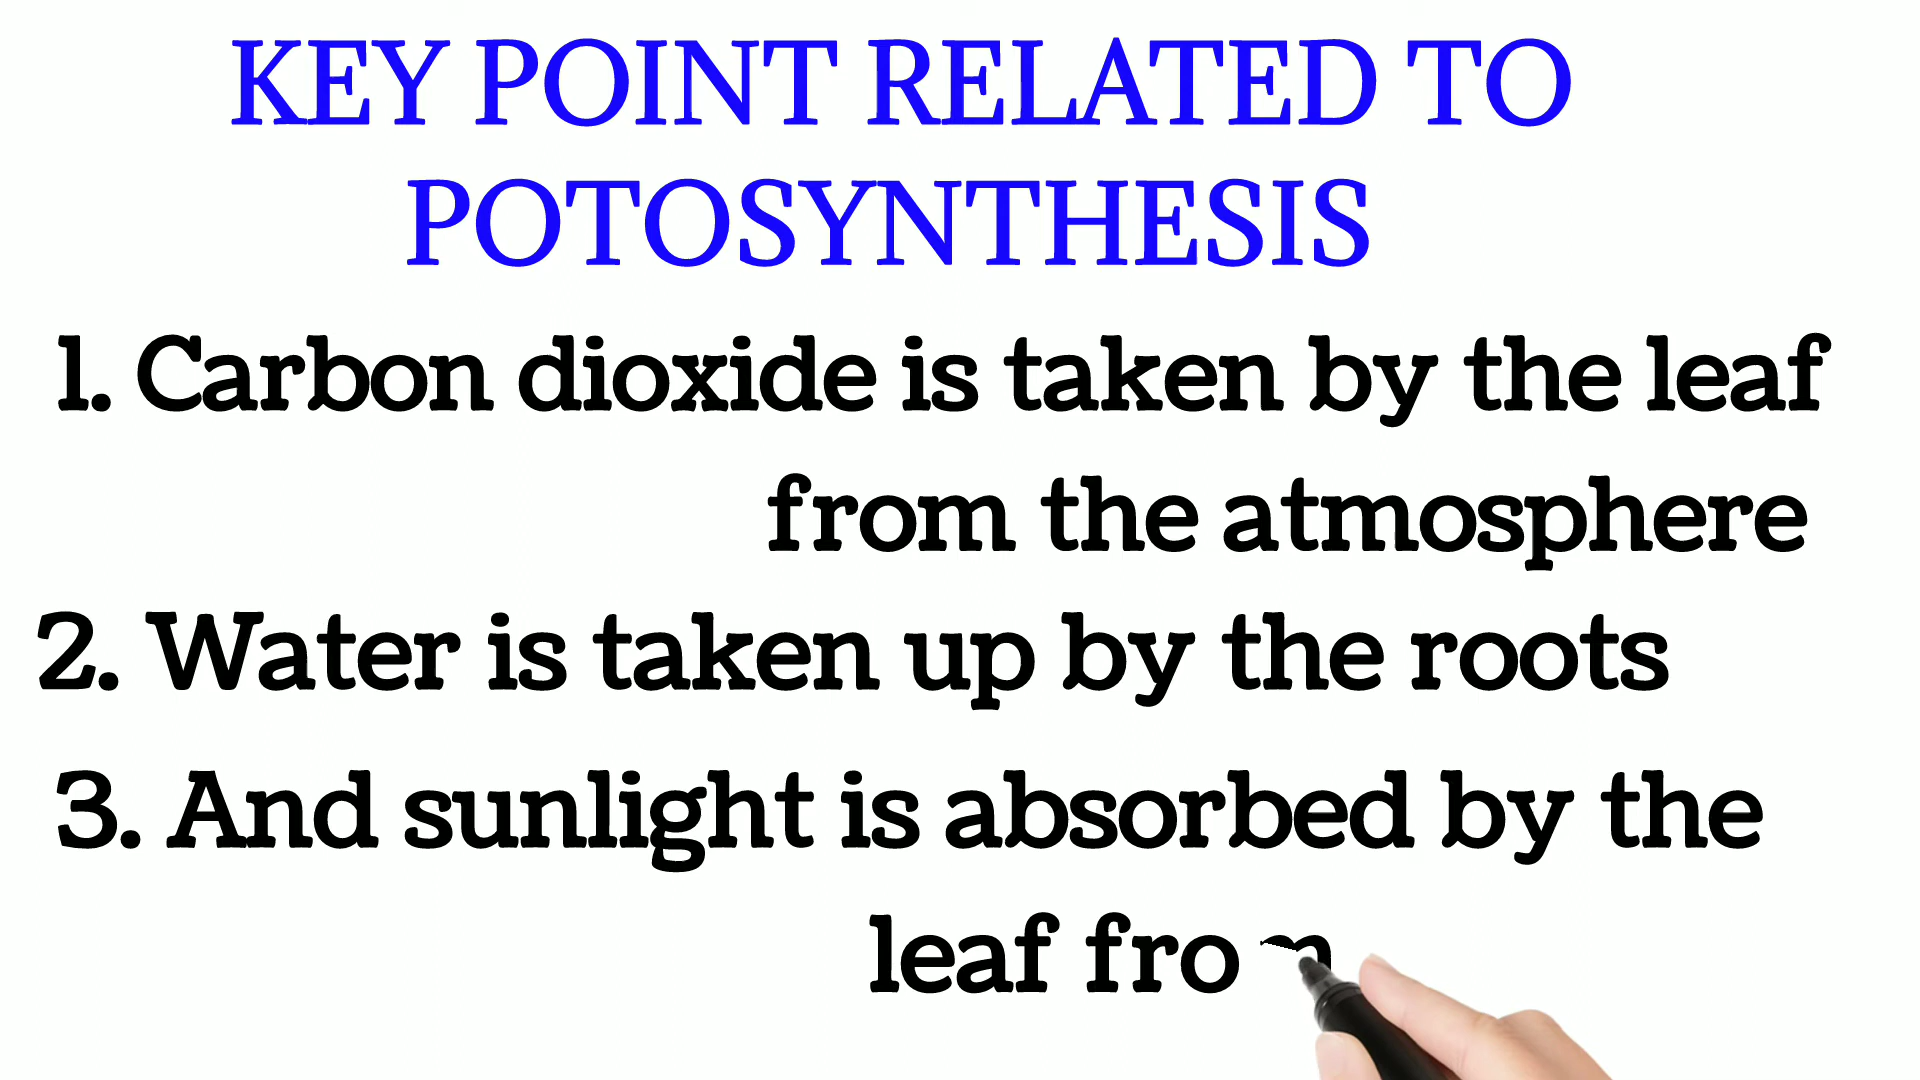 KEY POINT RELATED TO
POTOSYNTHESIS
1. Carbon dioxide is taken by the leaf
from the atmosphere
2. Water is taken up by the roots
3. And sunlight is absorbed by the
leaf fro